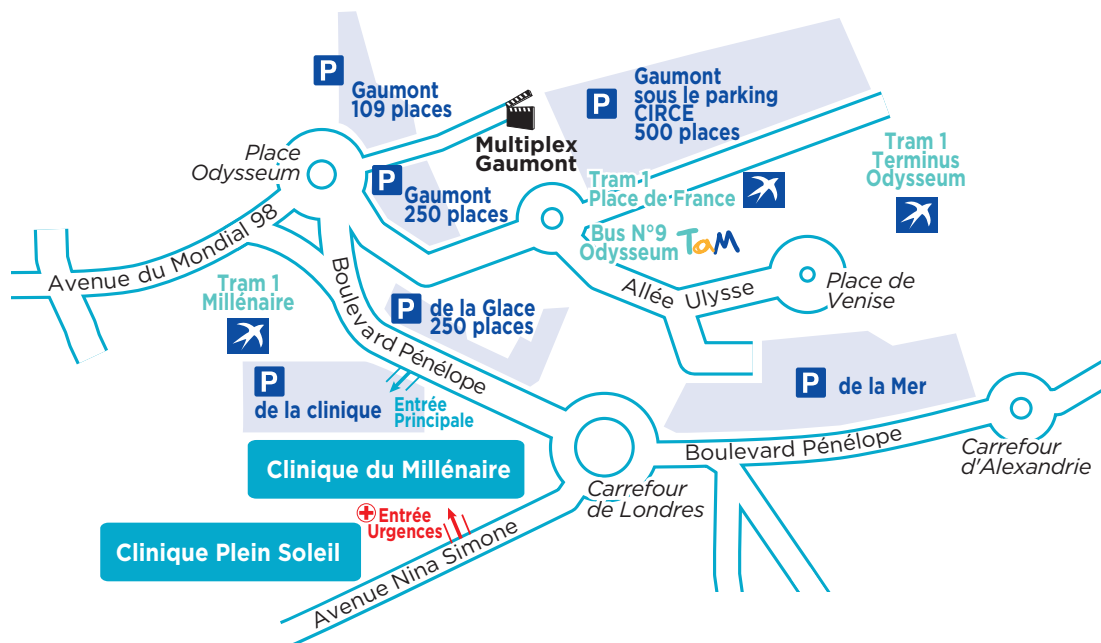 P
Gaumont
109 places
P
Gaumont
sous le parking
CIRCE
500 places
Multiplex
Gaumont
Place
Odysseum
P
Gaumont
250 places
Tram 1
Place de France
Tram 1
Terminus
Odysseum
Bus N°9
Odysseum
TaM
Avenue du Mondial 98
Tram 1
Millénaire
Boulevard Pénélope
P
de la Glace
250 places
Allée Ulysse
Place de
Venise
P
de la clinique
Entrée
Principale
P
de la Mer
Clinique du Millénaire
Boulevard Pénélope
Carrefour
d'Alexandrie
Carrefour
de Londres
Entrée
Urgences
Clinique Plein Soleil
Avenue Nina Simone